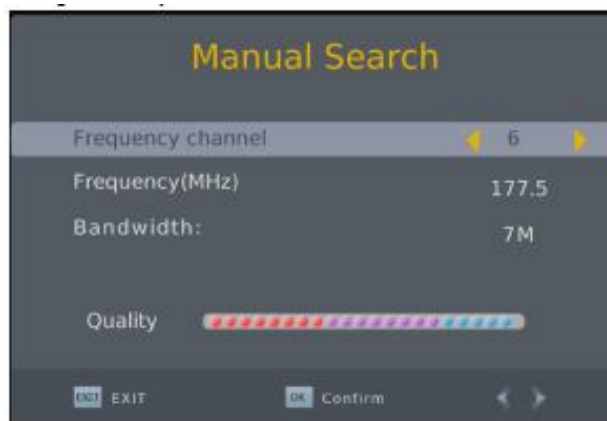 Manual Search
Frequency channel 6
Frequency(MHz) 177.5
Bandwidth: 7M
Quality
EXIT EXIT OK Confirm